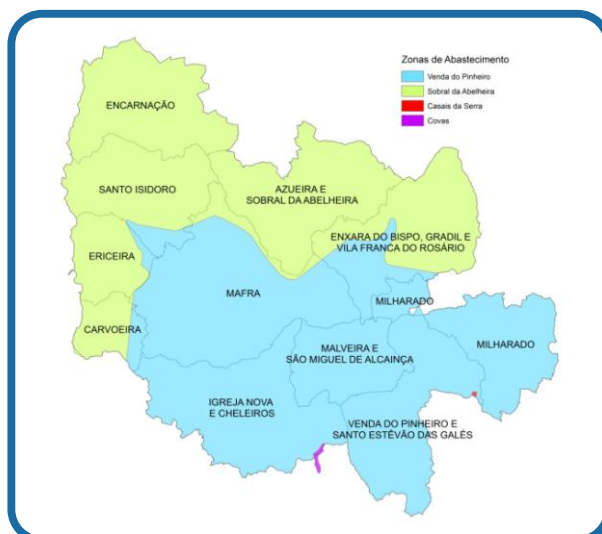 Zonas de Abastecimento
Venda do Pinheiro
Sobral da Abelheira
Casais da Serra
Covas
ENCARNAÇÃO
SANTO ISIDORO
AZUEIRA E
SOBRAL DA ABELHEIRA
ERICEIRA
ENXARA DO BISPO, GRADIL E
VILA FRANCA DO ROSÁRIO
MAFRA
MILHARADO
CARVOEIRA
MALVEIRA E
SÃO MIGUEL DE ALCAINÇA
MILHARADO
IGREJA NOVA
E CHELEIROS
VENDA DO PINHEIRO E
SANTO ESTÊVÃO DAS GALÉS